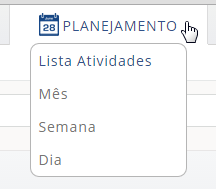 28 PLANEJAMENTO
Lista Atividades
Mês
Semana
Dia